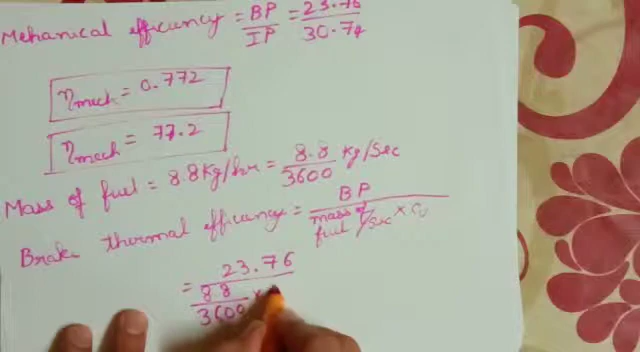 Mehanical efficiency = BP/IP = 23.76/30.74
ηmech = 0.772
ηmech = 77.2
Mass of fuel = 8.8 Kg/hr = 8.8/3600 Kg/Sec
Brake thermal efficiency = BP/(mass of fuel/Sec × CV)
= 23.76/(8.8/3600 ×